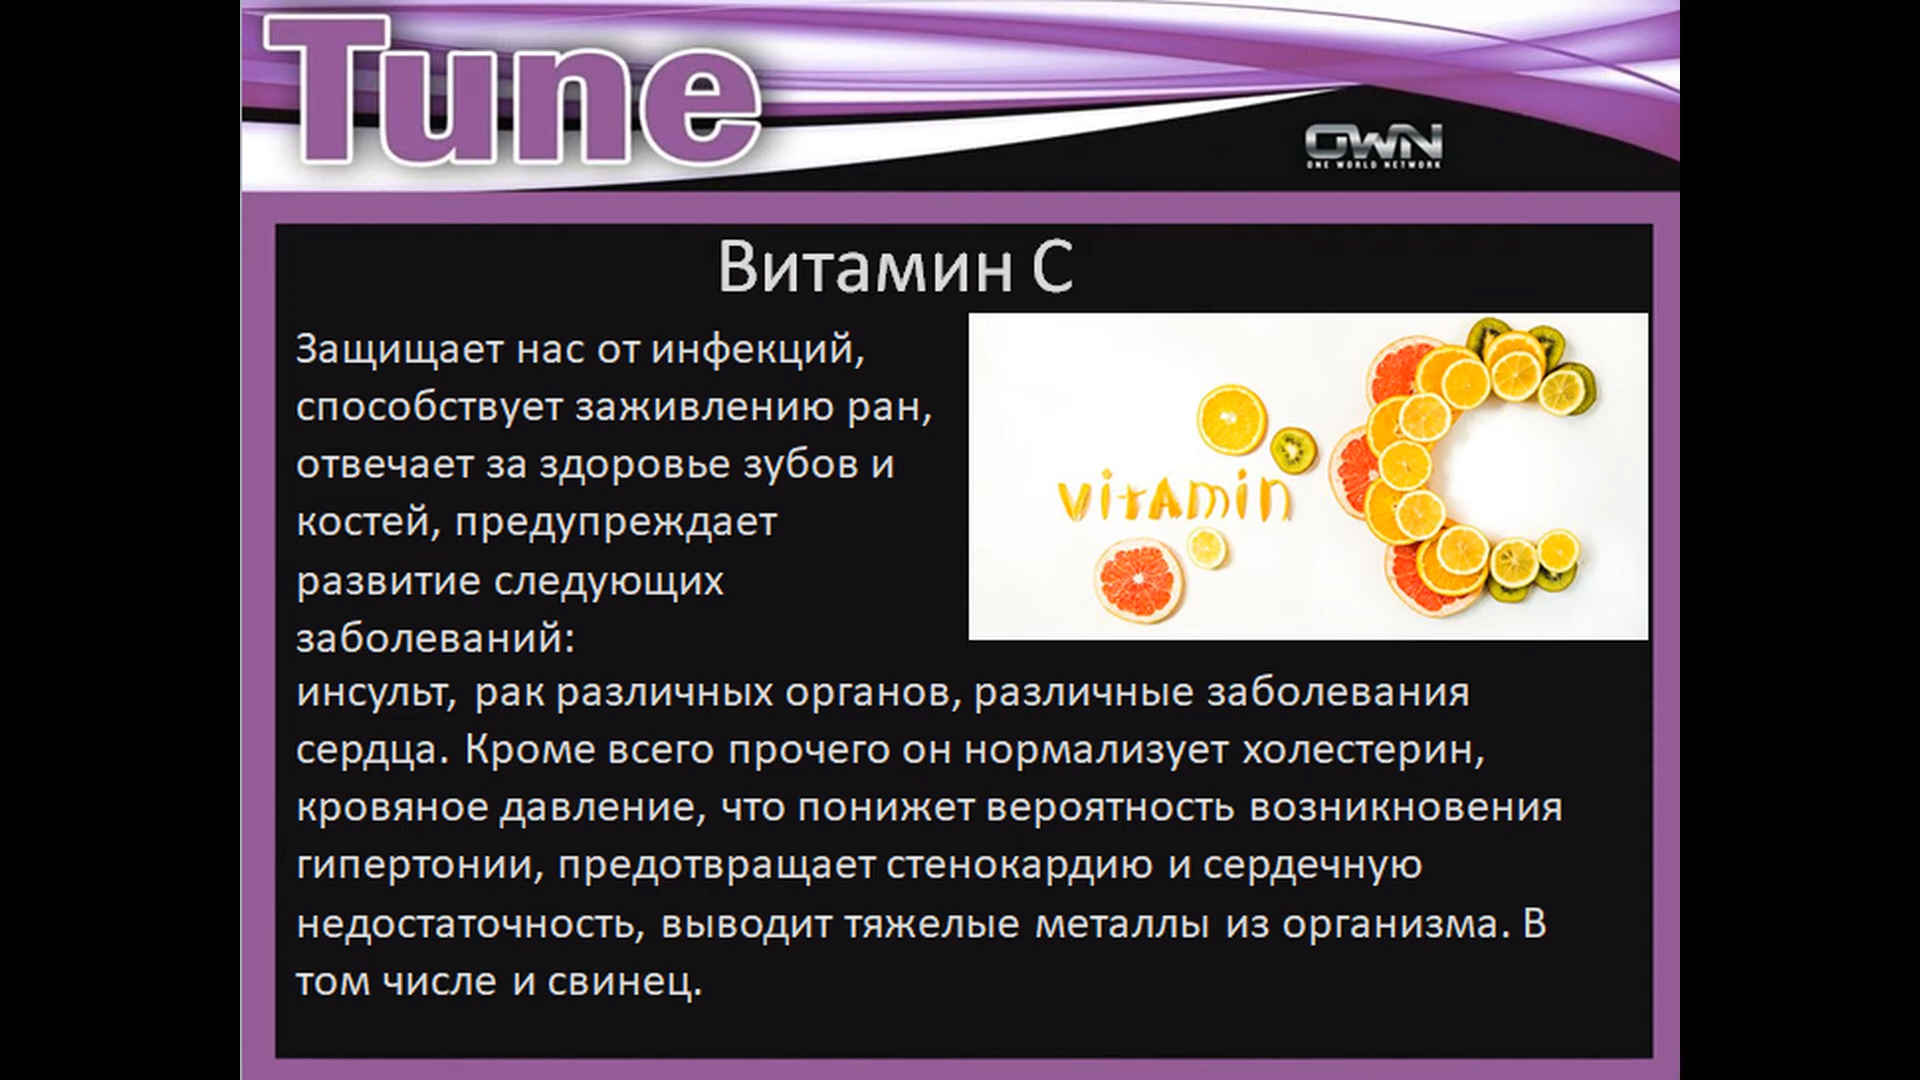 Tune
OWN
ONE WORLD NETWORK
Витамин С
Защищает нас от инфекций,
способствует заживлению ран,
отвечает за здоровье зубов и
костей, предупреждает
развитие следующих
заболеваний:
vitAmin
инсульт, рак различных органов, различные заболевания
сердца. Кроме всего прочего он нормализует холестерин,
кровяное давление, что понижет вероятность возникновения
гипертонии, предотвращает стенокардию и сердечную
недостаточность, выводит тяжелые металлы из организма. В
том числе и свинец.